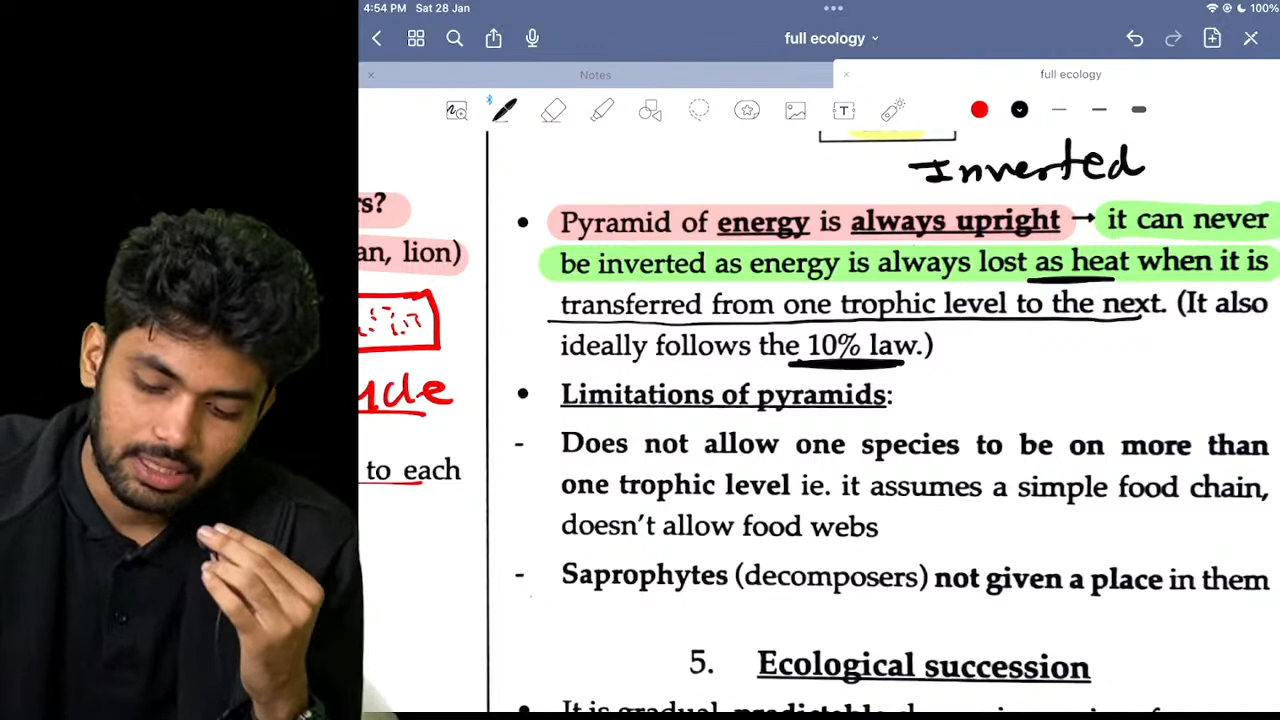 4:54 PM Sat 28 Jan
100%
full ecology
Notes
full ecology
T
Inverted
rs?
an, lion)
to each
• Pyramid of energy is always upright → it can never
be inverted as energy is always lost as heat when it is
transferred from one trophic level to the next. (It also
ideally follows the 10% law.)
• Limitations of pyramids:
- Does not allow one species to be on more than
one trophic level ie. it assumes a simple food chain,
doesn't allow food webs
- Saprophytes (decomposers) not given a place in them
5. Ecological succession
• It is gradual, predictable